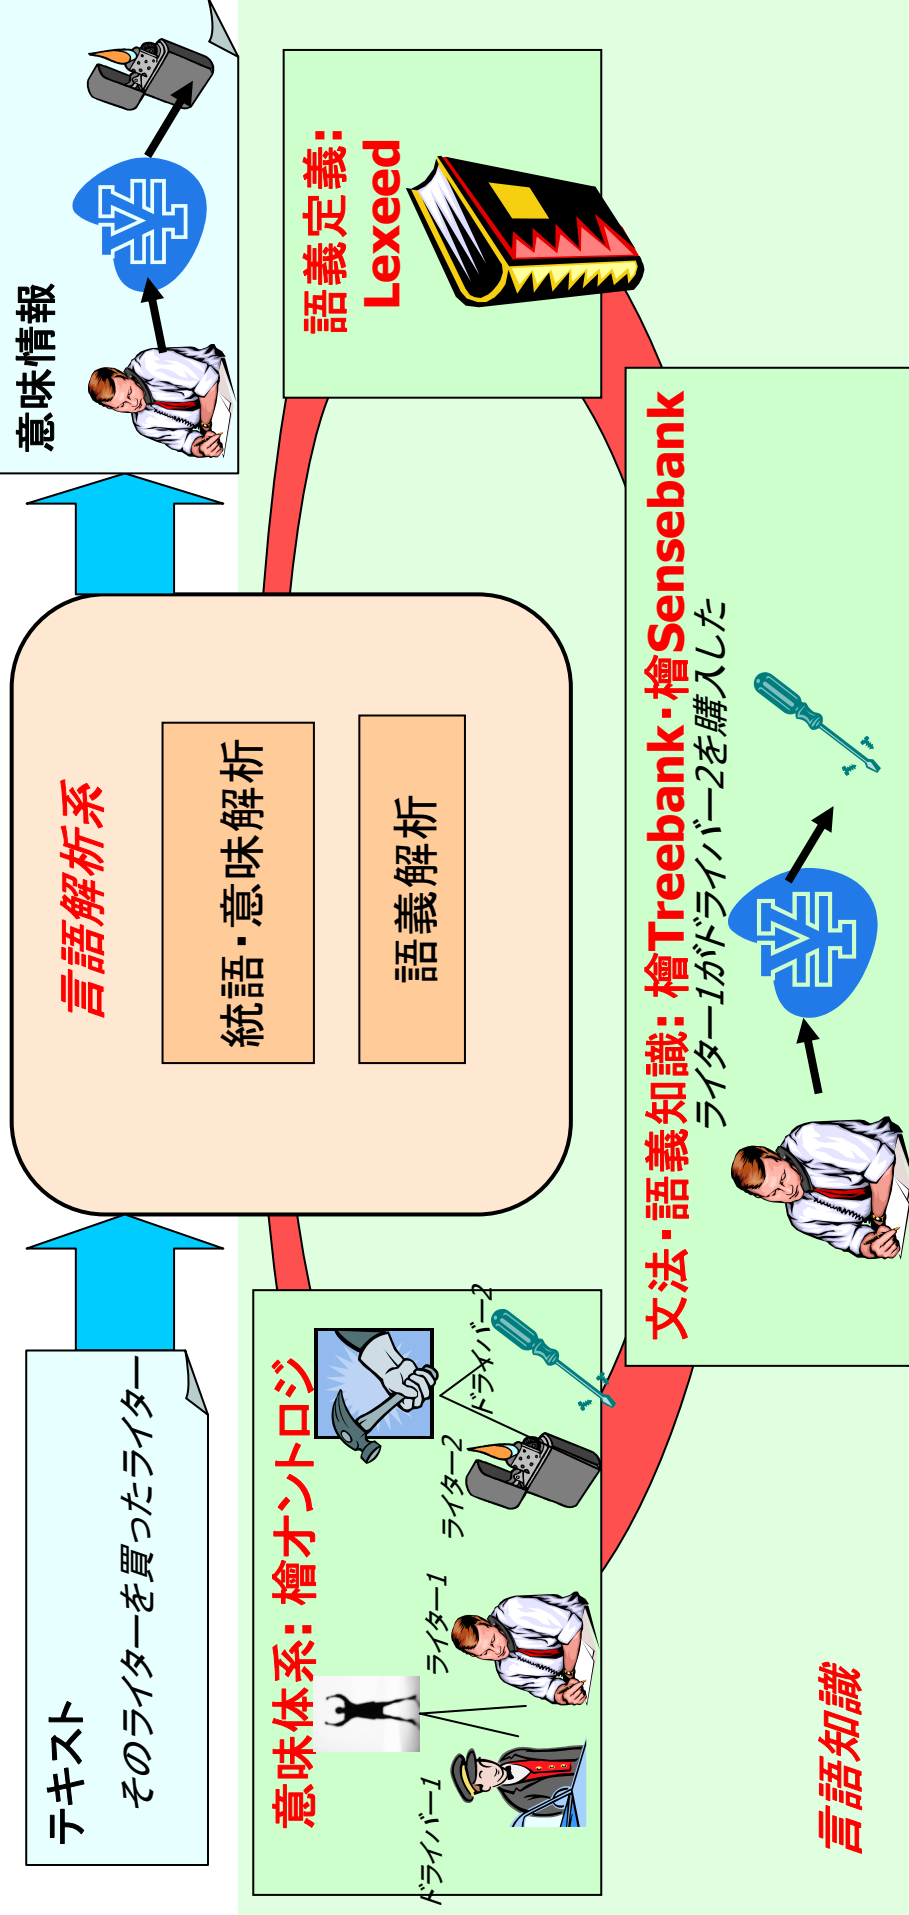 テキスト
そのライターを買ったライター
言語解析系
統語・意味解析
語義解析
意味情報
意味体系: 檜オントロジ
ドライバー1
ライター1
ライター2
ドライバー2
語義定義:
Lexeed
文法・語義知識: 檜Treebank・檜Sensebank
ライター1がドライバー2を購入した
言語知識